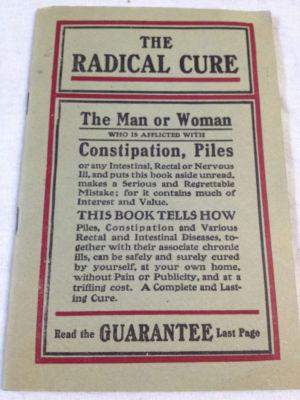 THE
RADICAL CURE
The Man or Woman
WHO IS AFFLICTED WITH
Constipation, Piles
or any Intestinal, Rectal or Nervous
Ill, and puts this book aside unread,
makes a Serious and Regrettable
Mistake; for it contains much of
Interest and Value.
THIS BOOK TELLS HOW
Piles, Constipation and Various
Rectal and Intestinal Diseases, to-
gether with their associate chronic
ills, can be safely and surely cured
by yourself, at your own home,
without Pain or Publicity, and at a
trifling cost. A Complete and Last-
ing Cure.
Read the GUARANTEE Last Page